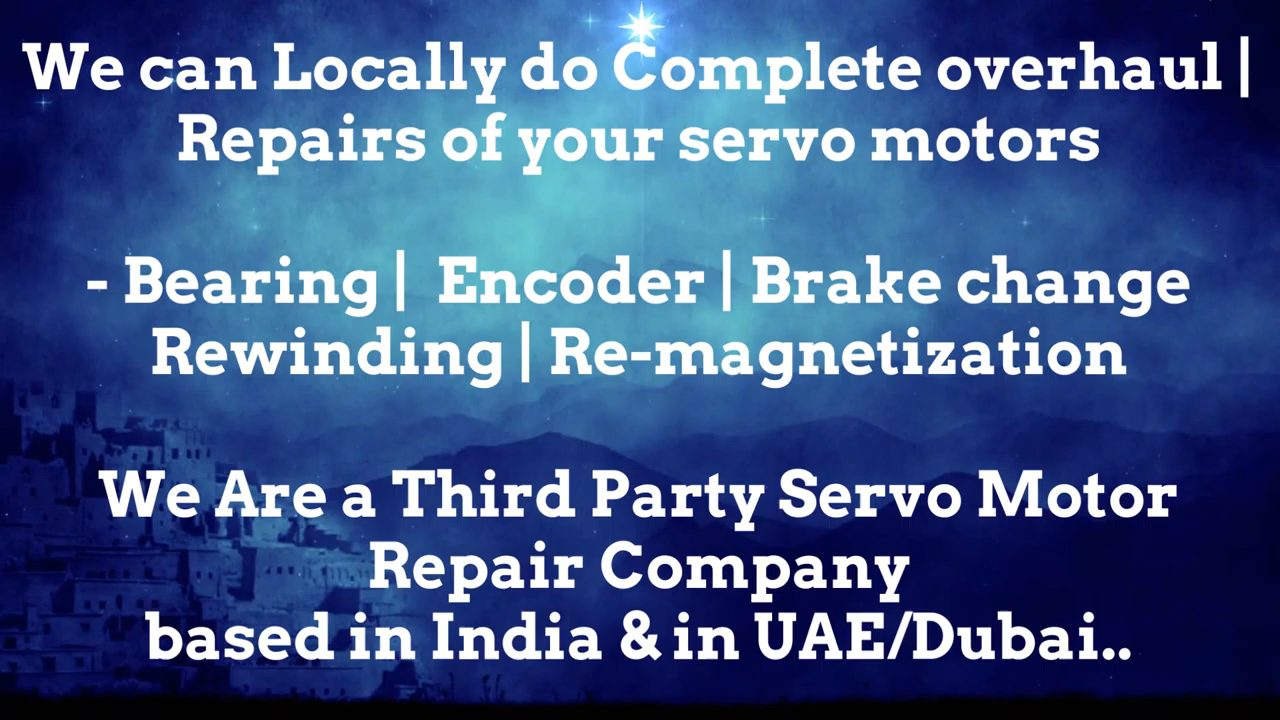 We can Locally do Complete overhaul |
Repairs of your servo motors
- Bearing | Encoder | Brake change
Rewinding | Re-magnetization
We Are a Third Party Servo Motor
Repair Company
based in India & in UAE/Dubai..